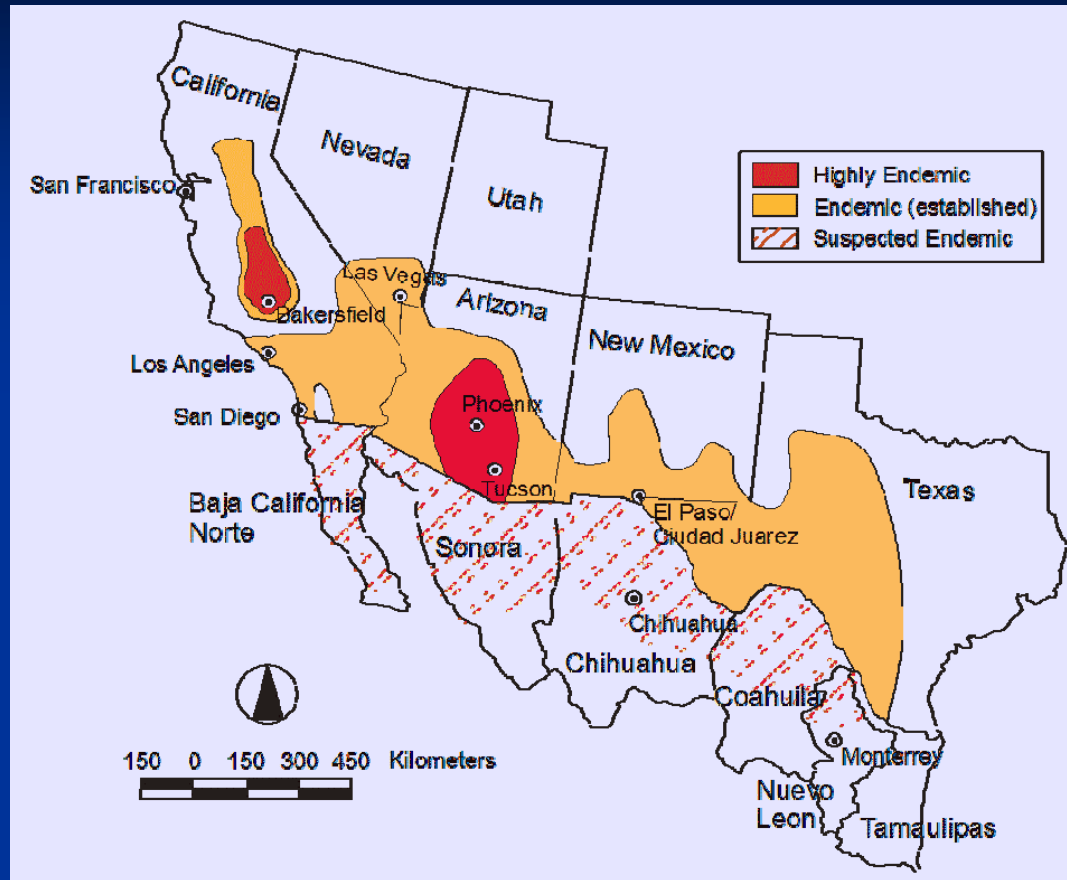 California
Nevada
Utah
San Francisco
Highly Endemic
Endemic (established)
Suspected Endemic
Las Vegas
Arizona
Bakersfield
New Mexico
Los Angeles
Phoenix
San Diego
Tucson
Texas
Baja California
Norte
El Paso/
Ciudad Juarez
Sonora
Chihuahua
Chihuahua
Coahuila
Monterrey
150 0 150 300 450 Kilometers
Nuevo
Leon
Tamaulipas